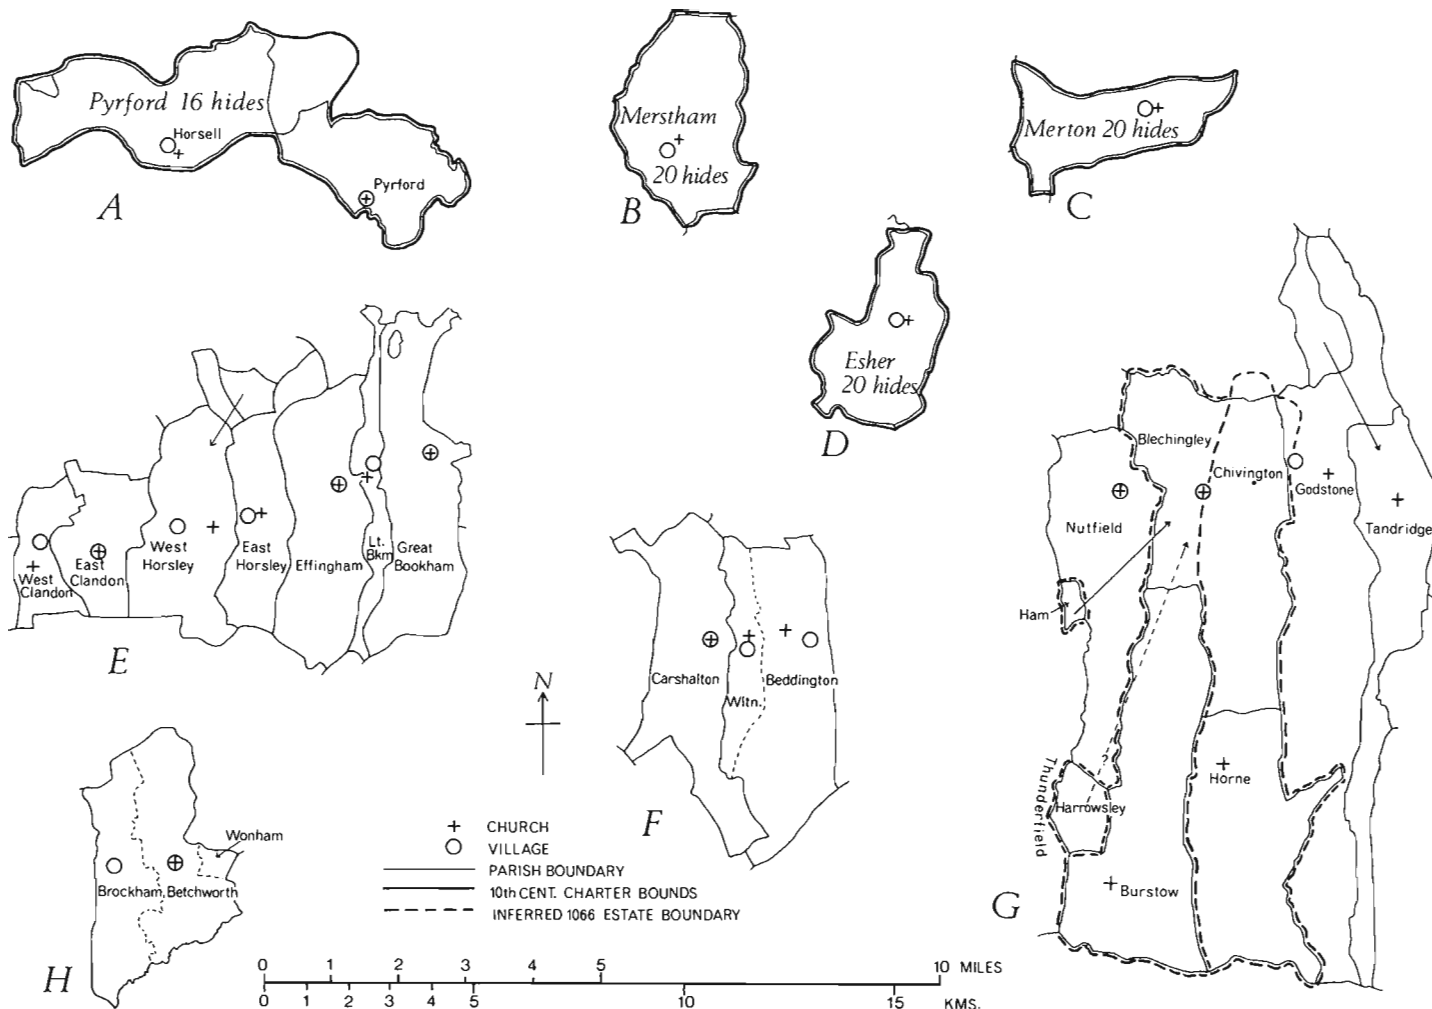 Pyrford 16 hides
Horsell
Pyrford
A
Merstham
20 hides
B
Merton 20 hides
C
Esher
20 hides
D
West
Clandon
East
Clandon
West
Horsley
East
Horsley
Effingham
Lt.
Bkm
Great
Bookham
E
Carshalton
Wltn.
Beddington
F
Blechingley
Chivington
Godstone
Nutfield
Tandridge
Ham
?
Thunderfield
Harrowsley
Horne
Burstow
G
Wonham
Brockham
Betchworth
H
N
+ CHURCH
VILLAGE
PARISH BOUNDARY
10th CENT. CHARTER BOUNDS
INFERRED 1066 ESTATE BOUNDARY
0 1 2 3 5 10 MILES
0 1 2 3 4 5 10 15 KMS.